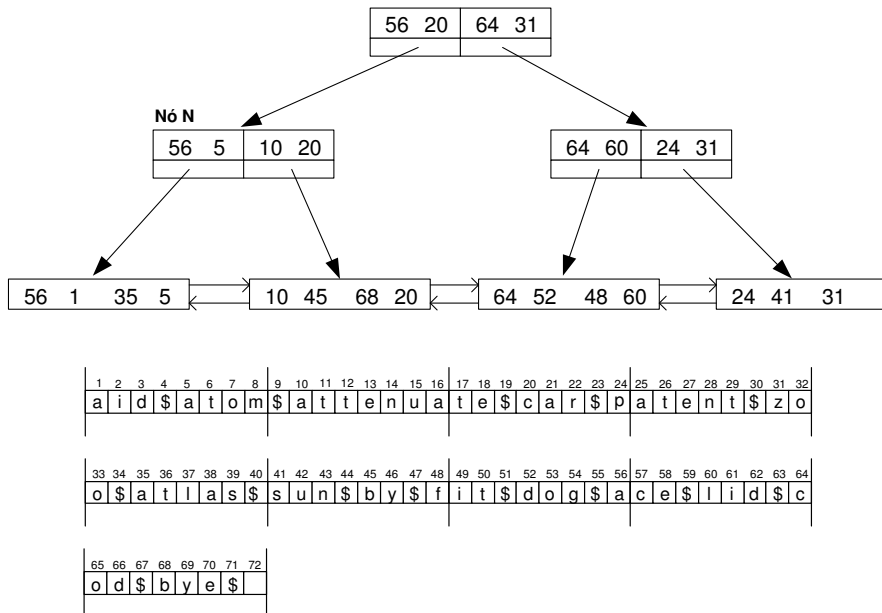 56 20 64 31
Nó N
56 5 10 20 64 60 24 31
56 1 35 5 10 45 68 20 64 52 48 60 24 41 31
1 2 3 4 5 6 7 8 9 10 11 12 13 14 15 16 17 18 19 20 21 22 23 24 25 26 27 28 29 30 31 32
a i d $ a t o m $ a t t e n u a t e $ c a r $ p a t e n t $ z o
33 34 35 36 37 38 39 40 41 42 43 44 45 46 47 48 49 50 51 52 53 54 55 56 57 58 59 60 61 62 63 64
o $ a t l a s $ s u n $ b y $ f i t $ d o g $ a c e $ l i d $ c
65 66 67 68 69 70 71 72
o d $ b y e $